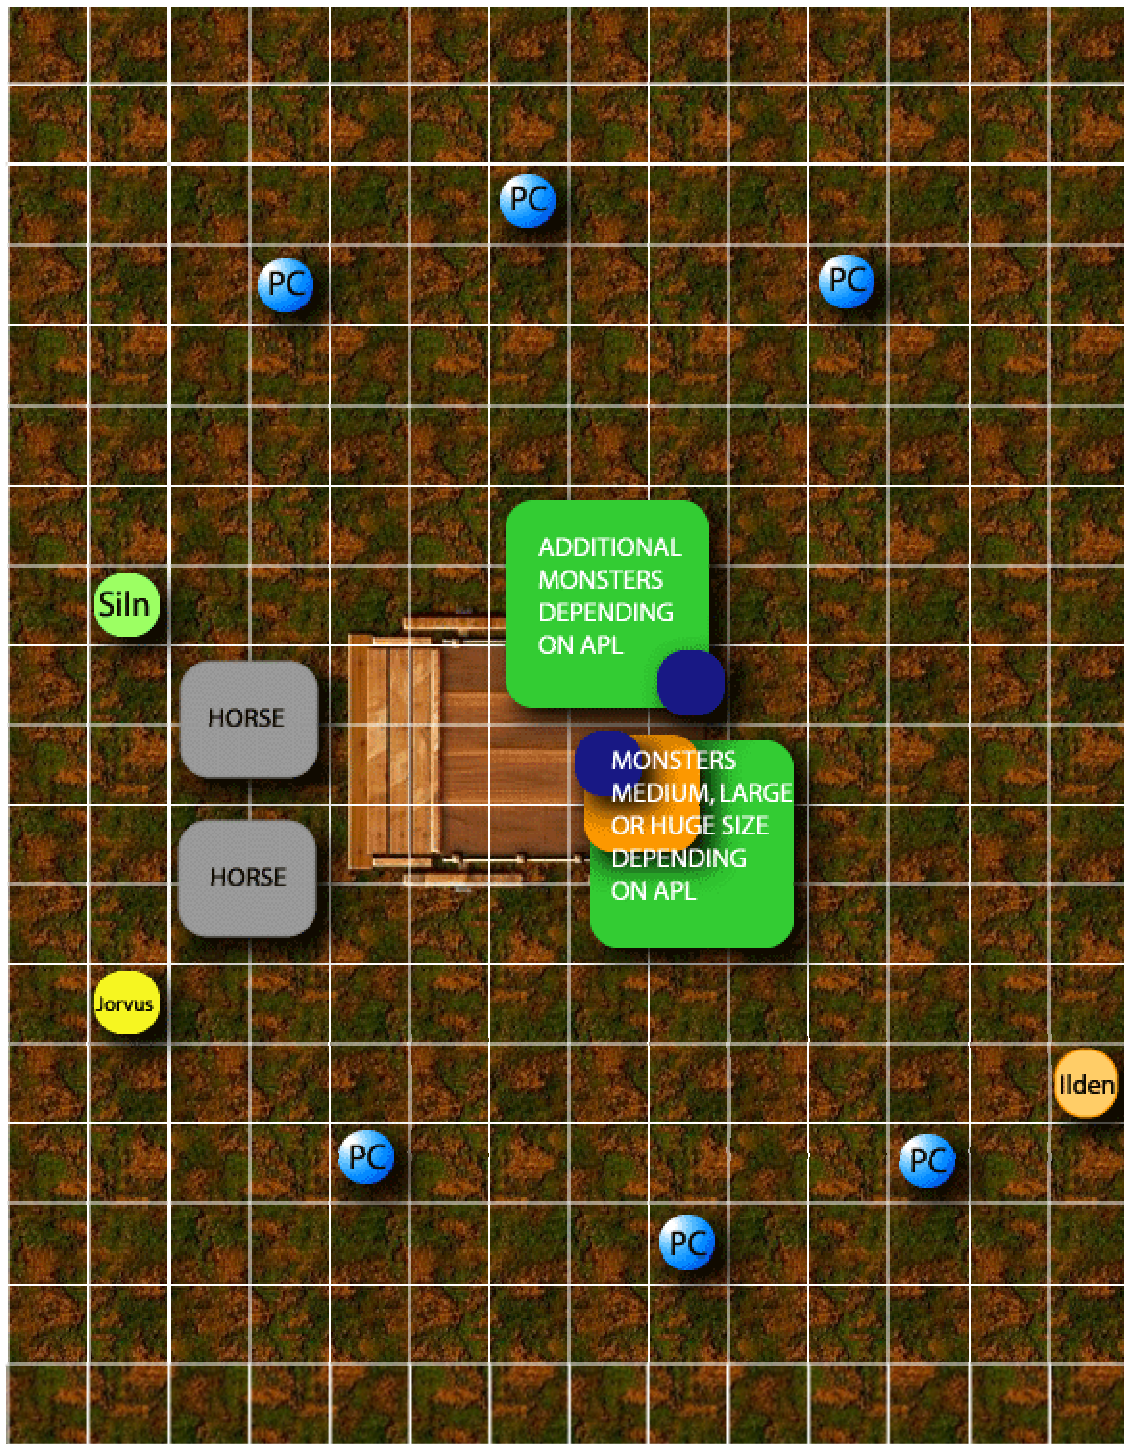 PC
PC
PC
ADDITIONAL
MONSTERS
DEPENDING
ON APL
Siln
HORSE
MONSTERS
MEDIUM, LARGE
OR HUGE SIZE
DEPENDING
ON APL
HORSE
Jorvus
Ilden
PC
PC
PC